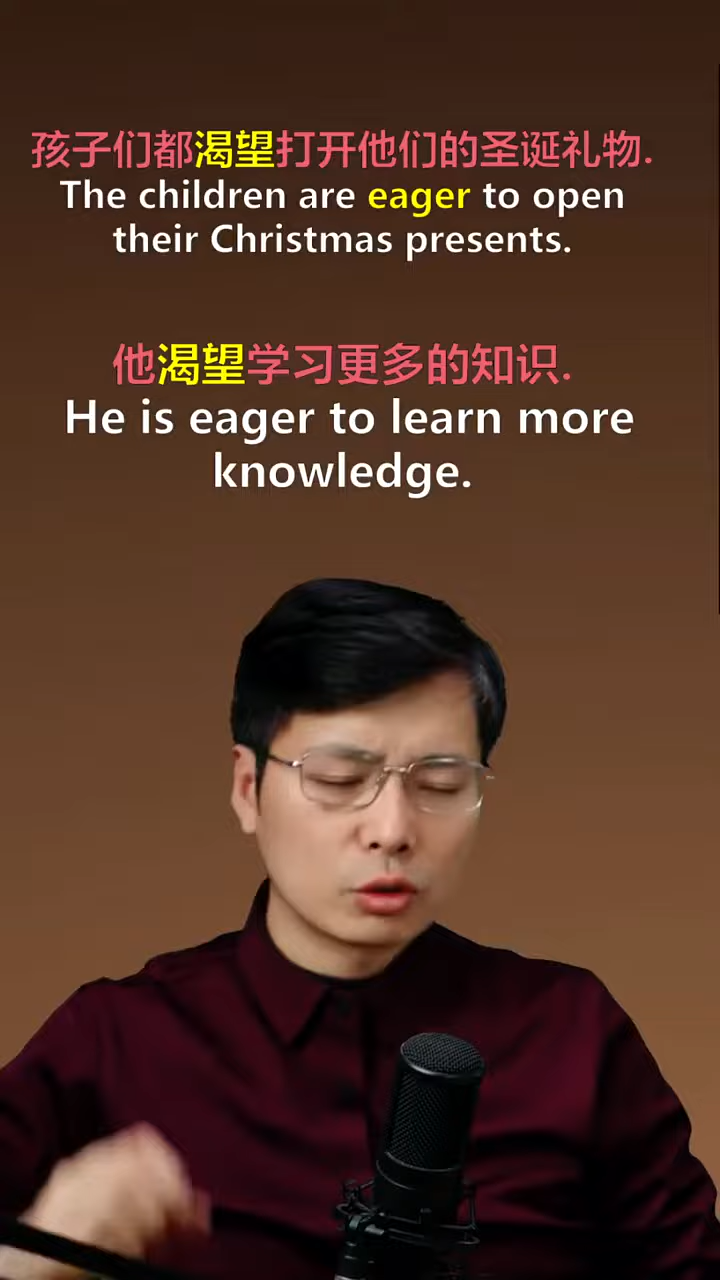 孩子们都渴望打开他们的圣诞礼物.
The children are eager to open
their Christmas presents.
他渴望学习更多的知识.
He is eager to learn more
knowledge.